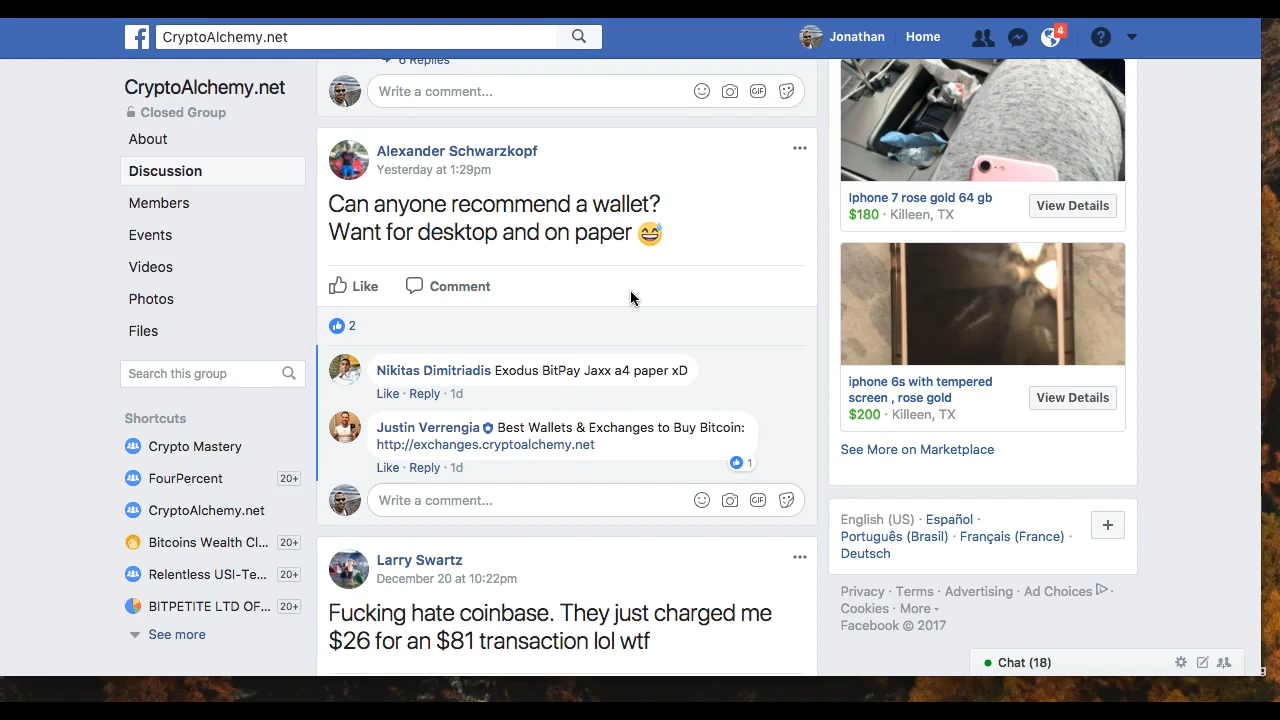 CryptoAlchemy.net
Jonathan
Home
4
CryptoAlchemy.net
Closed Group
About
Discussion
Members
Events
Videos
Photos
Files
Search this group
Shortcuts
Crypto Mastery
FourPercent 20+
CryptoAlchemy.net
Bitcoins Wealth Cl... 20+
Relentless USI-Te... 20+
BITPETITE LTD OF... 20+
See more
6 Replies
Write a comment... GIF
Alexander Schwarzkopf
Yesterday at 1:29pm
Can anyone recommend a wallet?
Want for desktop and on paper 😅
Like Comment
2
Nikitas Dimitriadis Exodus BitPay Jaxx a4 paper xD
Like · Reply · 1d
Justin Verrengia Best Wallets & Exchanges to Buy Bitcoin:
http://exchanges.cryptoalchemy.net
Like · Reply · 1d
1
Write a comment... GIF
Larry Swartz
December 20 at 10:22pm
Fucking hate coinbase. They just charged me
$26 for an $81 transaction lol wtf
Iphone 7 rose gold 64 gb
$180 · Killeen, TX
View Details
iphone 6s with tempered
screen , rose gold
$200 · Killeen, TX
View Details
See More on Marketplace
English (US) · Español ·
Português (Brasil) · Français (France) ·
Deutsch
Privacy · Terms · Advertising · Ad Choices ·
Cookies · More
Facebook © 2017
Chat (18)